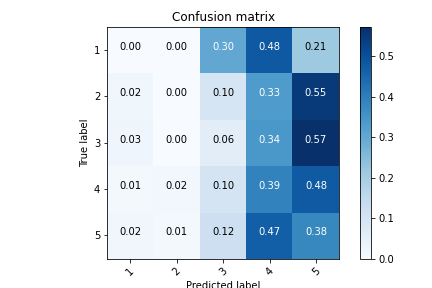 Confusion matrix
True label
1 0.00 0.00 0.30 0.48 0.21
2 0.02 0.00 0.10 0.33 0.55
3 0.03 0.00 0.06 0.34 0.57
4 0.01 0.02 0.10 0.39 0.48
5 0.02 0.01 0.12 0.47 0.38
1 2 3 4 5
Predicted label
0.5
0.4
0.3
0.2
0.1
0.0